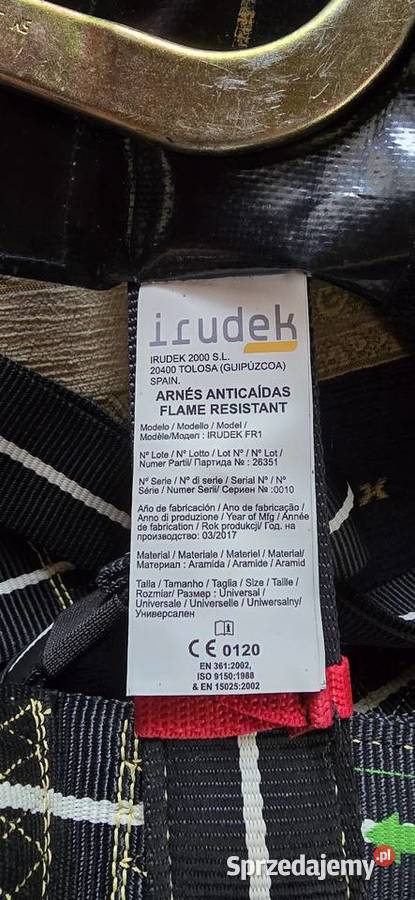 irudek
IRUDEK 2000 S.L.
20400 TOLOSA (GUIPÚZCOA)
SPAIN.
ARNÉS ANTICAÍDAS
FLAME RESISTANT
Modelo / Modello / Model /
Modèle/Модел : IRUDEK FR1
Nº Lote / Nº Lotto / Lot Nº / Nº Lot /
Numer Partii/ Партида № : 26351
Nº Serie / Nº di serie / Serial Nº / Nº
Série / Numer Serii/ Сериен № :0010
Año de fabricación / Ano de fabricação /
Anno di produzione / Year of Mfg / Année
de fabrication / Rok produkcji/ Год. на
производство: 03/2017
Material / Materiale / Materiel / Material/
Материал : Aramida / Aramide / Aramid
Talla / Tamanho / Taglia / Size / Taille /
Rozmiar/ Размер : Universal /
Universale / Universelle / Uniwersalny/
Универсален
CE 0120
EN 361:2002,
ISO 9150:1988
& EN 15025:2002
Sprzedajemy.pl